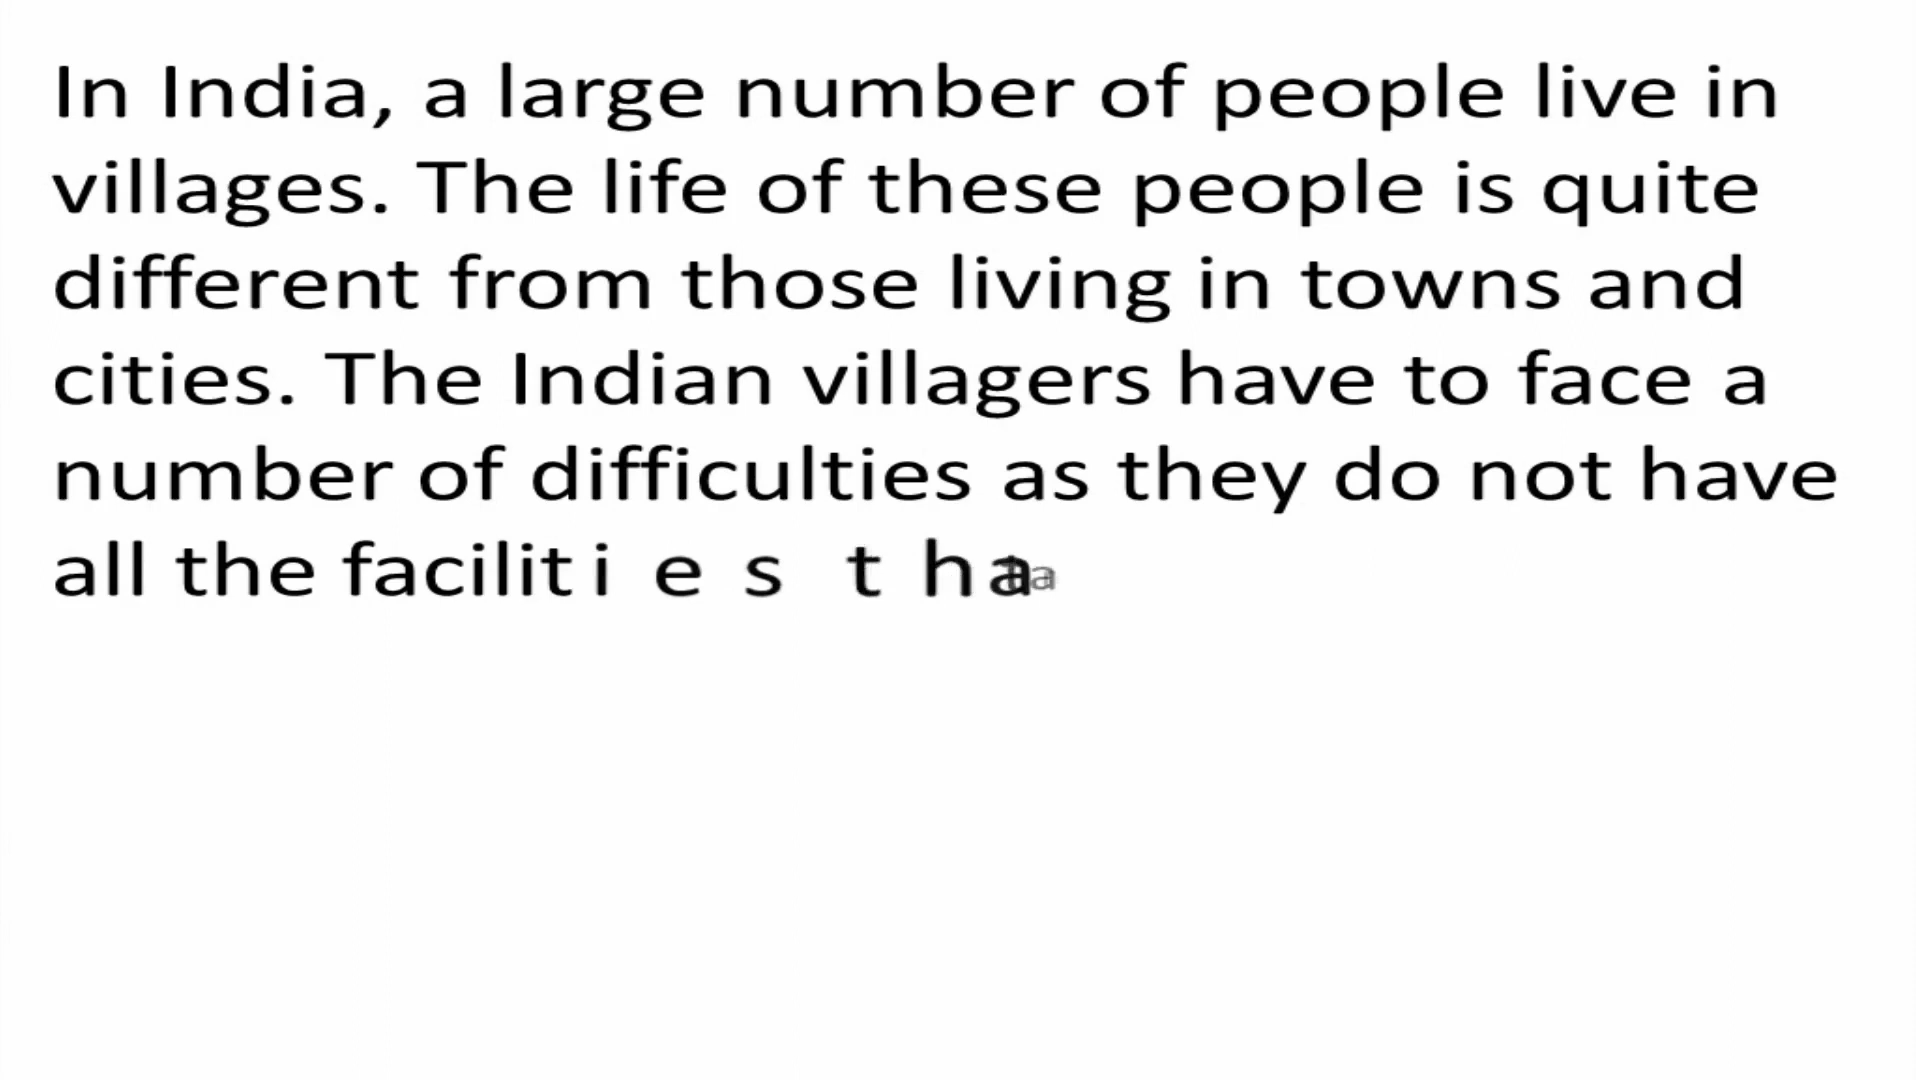 In India, a large number of people live in
villages. The life of these people is quite
different from those living in towns and
cities. The Indian villagers have to face a
number of difficulties as they do not have
all the facilities